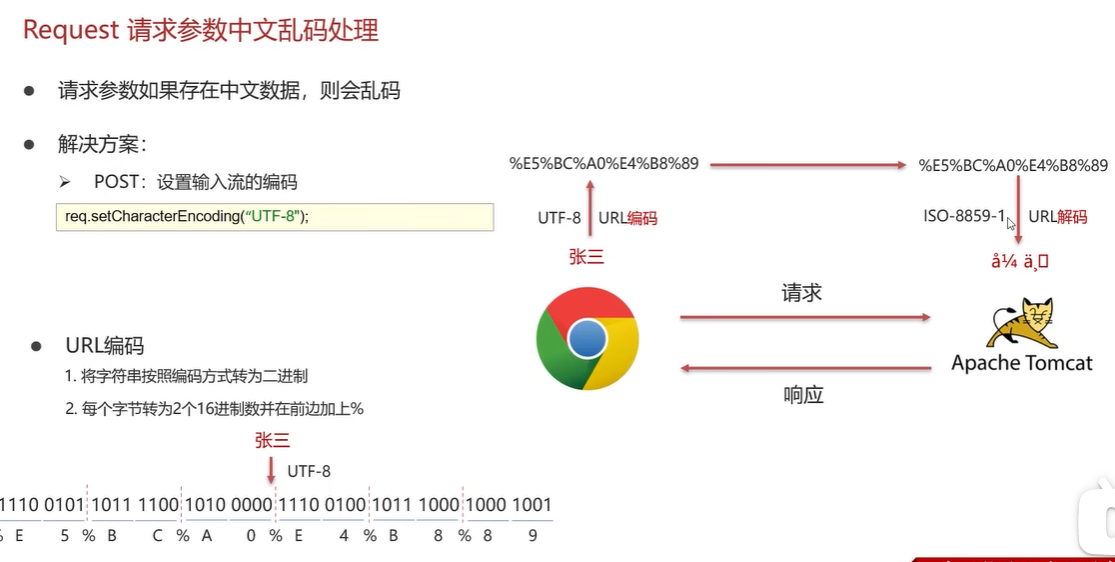 Request 请求参数中文乱码处理
● 请求参数如果存在中文数据，则会乱码
● 解决方案：
➢ POST：设置输入流的编码
req.setCharacterEncoding(“UTF-8");
● URL编码
1. 将字符串按照编码方式转为二进制
2. 每个字节转为2个16进制数并在前边加上%
张三
UTF-8
1110 0101 1011 1100 1010 0000 1110 0100 1011 1000 1000 1001
% E 5 % B C % A 0 % E 4 % B 8 % 8 9
%E5%BC%A0%E4%B8%89
%E5%BC%A0%E4%B8%89
UTF-8 URL编码
ISO-8859-1 URL解码
张三
å¼ ä¸
请求
响应
Apache Tomcat